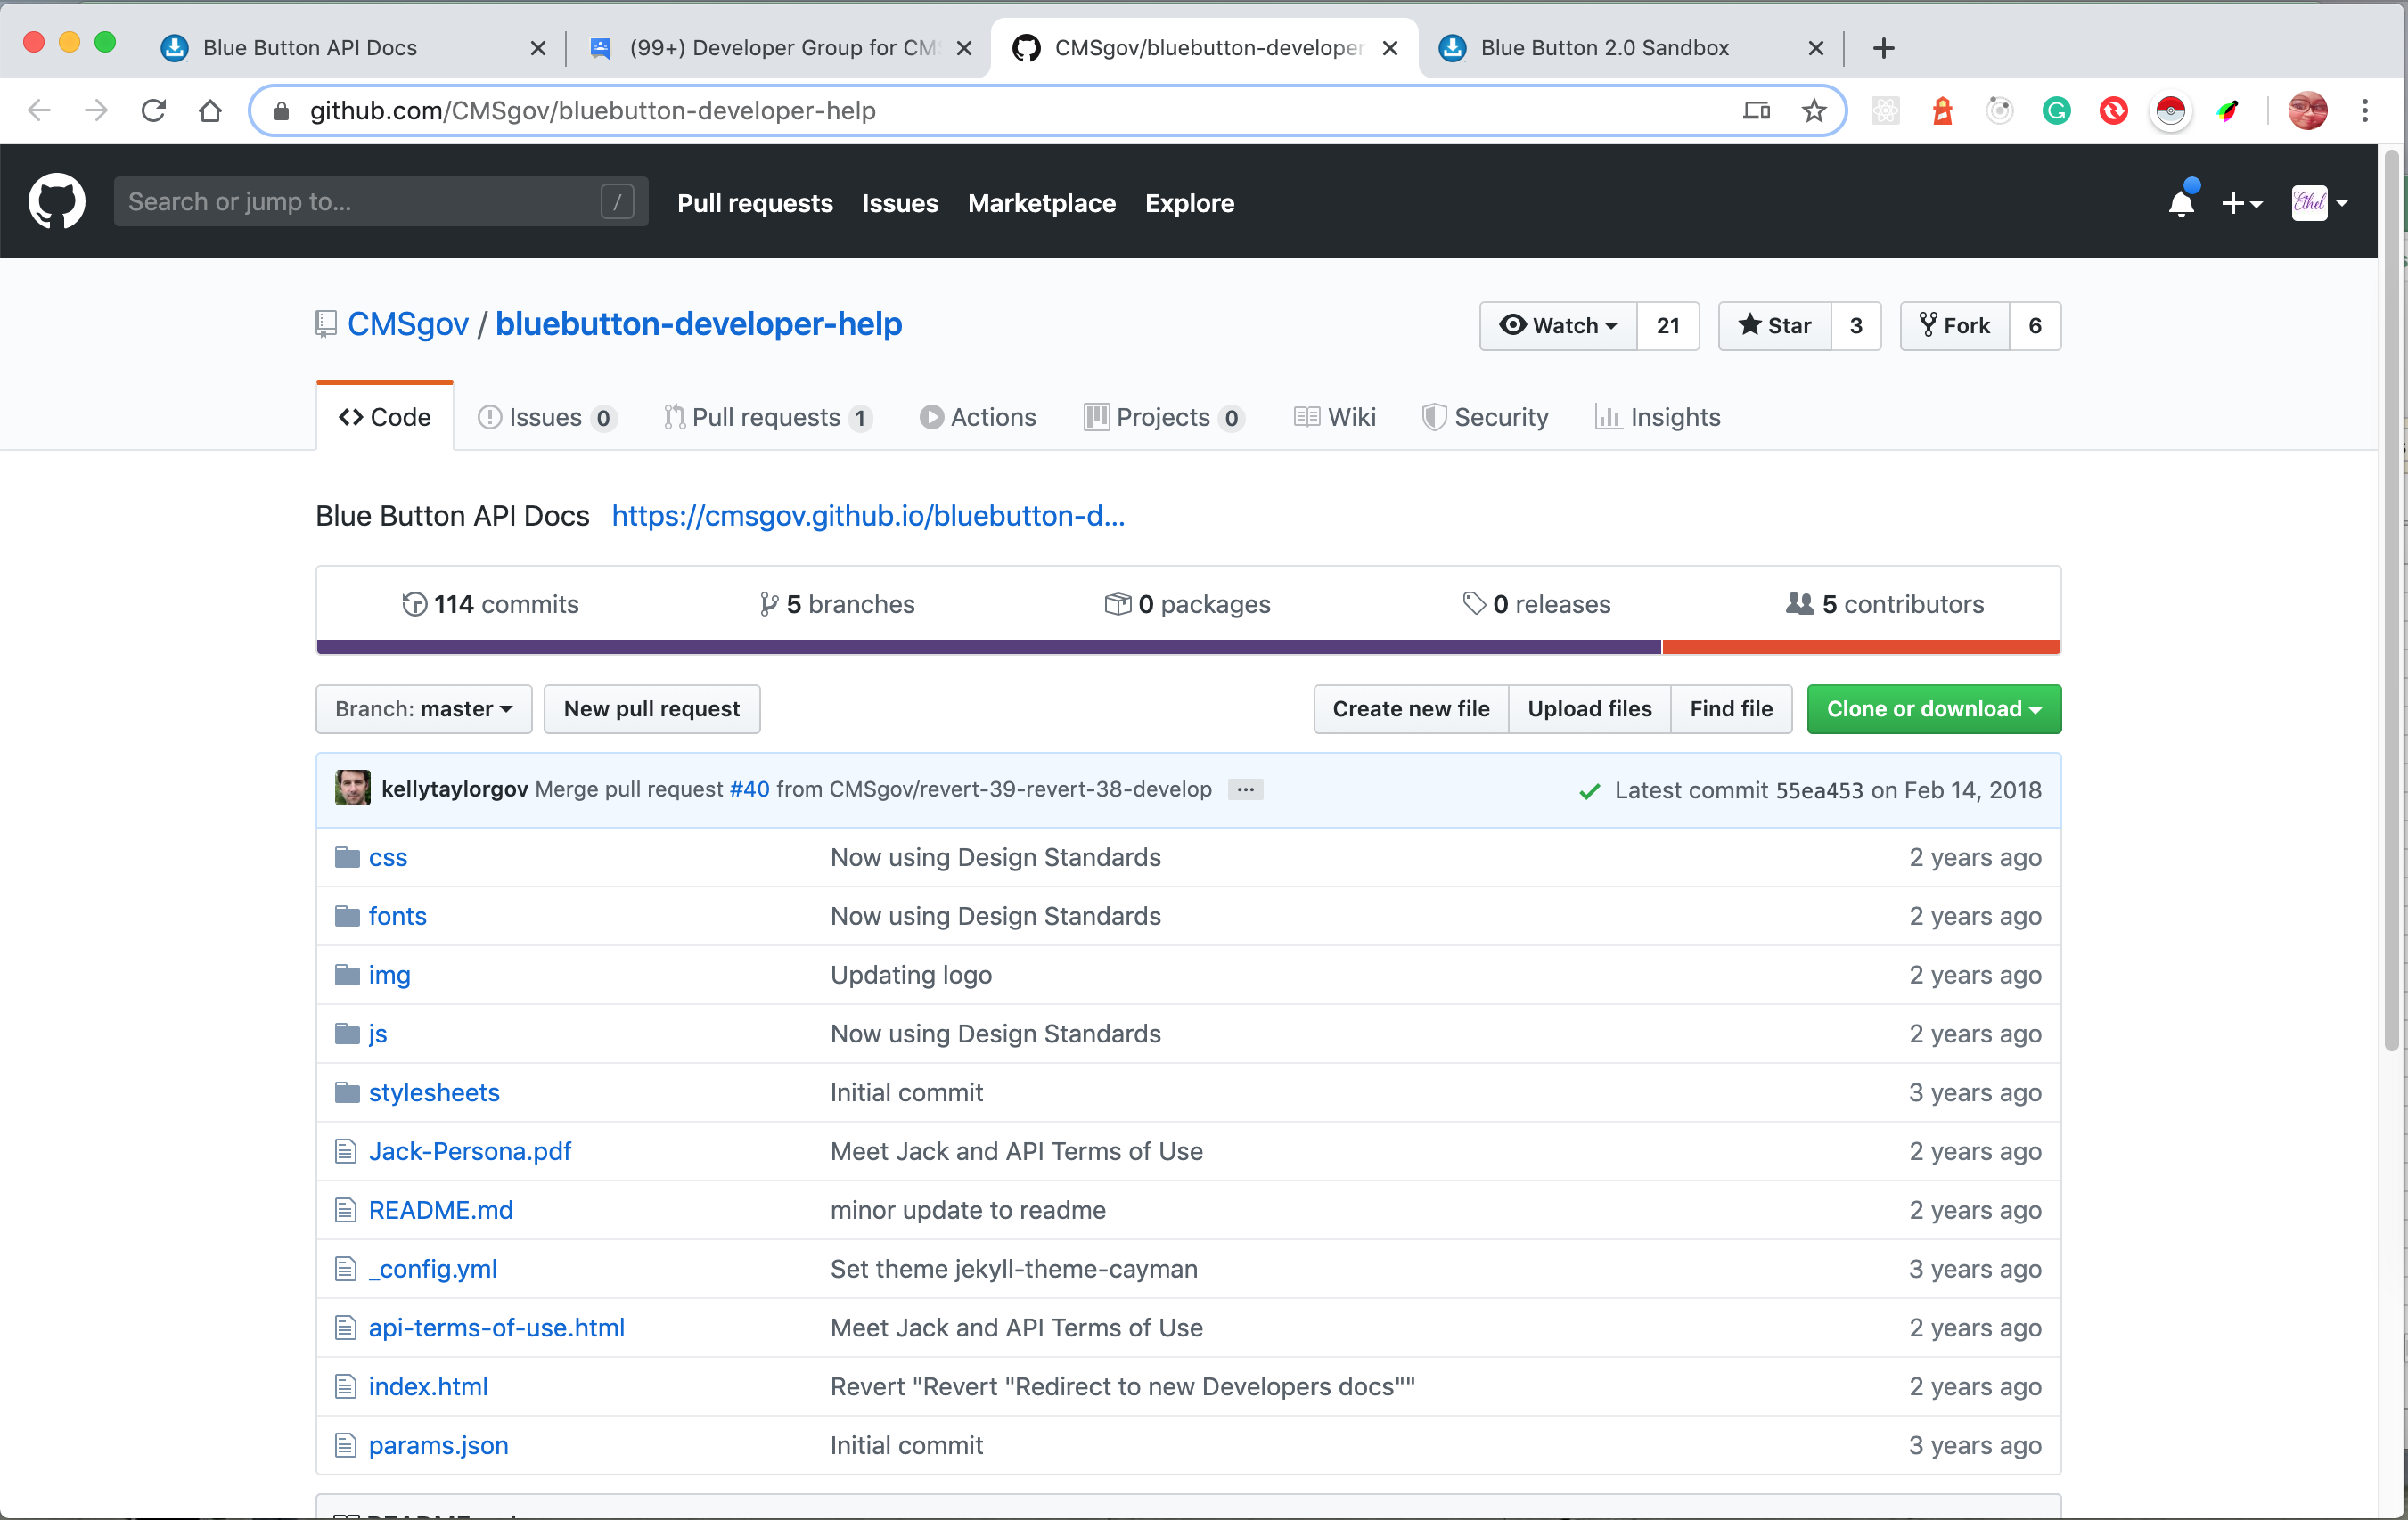 Blue Button API Docs
(99+) Developer Group for CMS
CMSgov/bluebutton-developer
Blue Button 2.0 Sandbox
github.com/CMSgov/bluebutton-developer-help
Search or jump to... /
Pull requests Issues Marketplace Explore
Ethel
CMSgov / bluebutton-developer-help
Watch 21 Star 3 Fork 6
Code Issues 0 Pull requests 1 Actions Projects 0 Wiki Security Insights
Blue Button API Docs https://cmsgov.github.io/bluebutton-d...
114 commits 5 branches 0 packages 0 releases 5 contributors
Branch: master New pull request Create new file Upload files Find file Clone or download
kellytaylorgov Merge pull request #40 from CMSgov/revert-39-revert-38-develop ... Latest commit 55ea453 on Feb 14, 2018
css Now using Design Standards 2 years ago
fonts Now using Design Standards 2 years ago
img Updating logo 2 years ago
js Now using Design Standards 2 years ago
stylesheets Initial commit 3 years ago
Jack-Persona.pdf Meet Jack and API Terms of Use 2 years ago
README.md minor update to readme 2 years ago
_config.yml Set theme jekyll-theme-cayman 3 years ago
api-terms-of-use.html Meet Jack and API Terms of Use 2 years ago
index.html Revert "Revert "Redirect to new Developers docs"" 2 years ago
params.json Initial commit 3 years ago